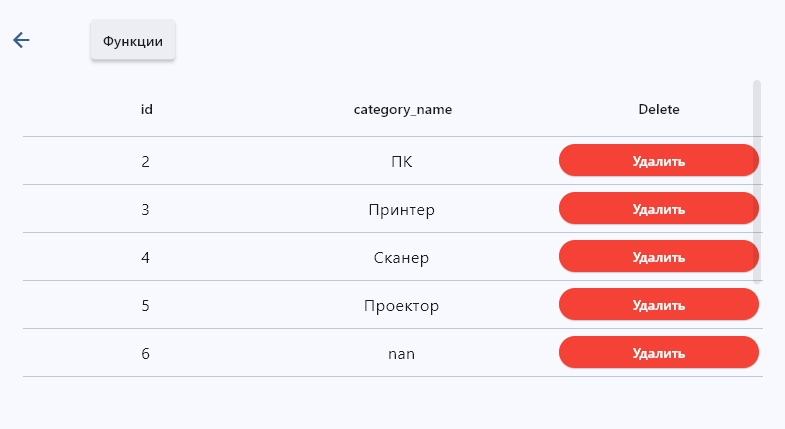 Функции
id category_name Delete
2 ПК Удалить
3 Принтер Удалить
4 Сканер Удалить
5 Проектор Удалить
6 nan Удалить